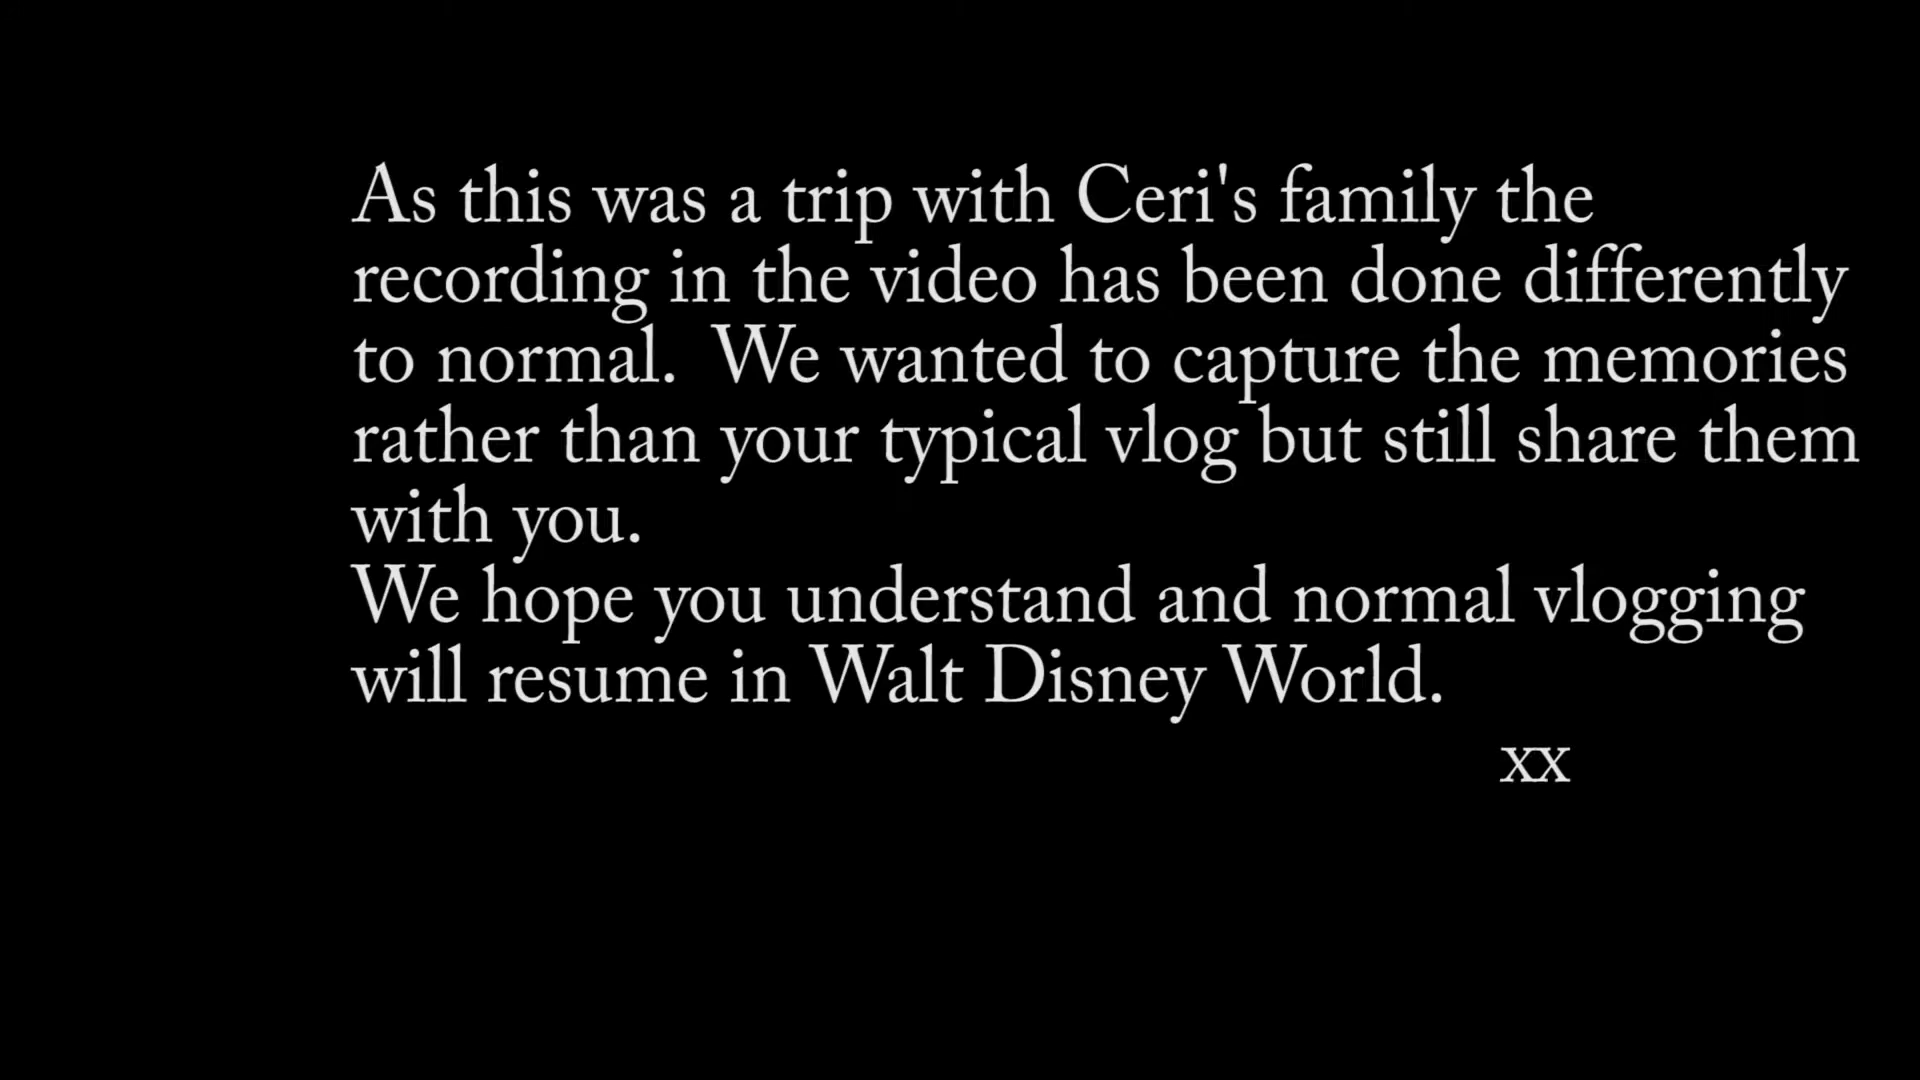 As this was a trip with Ceri's family the
recording in the video has been done differently
to normal.  We wanted to capture the memories
rather than your typical vlog but still share them
with you.
We hope you understand and normal vlogging
will resume in Walt Disney World.
xx